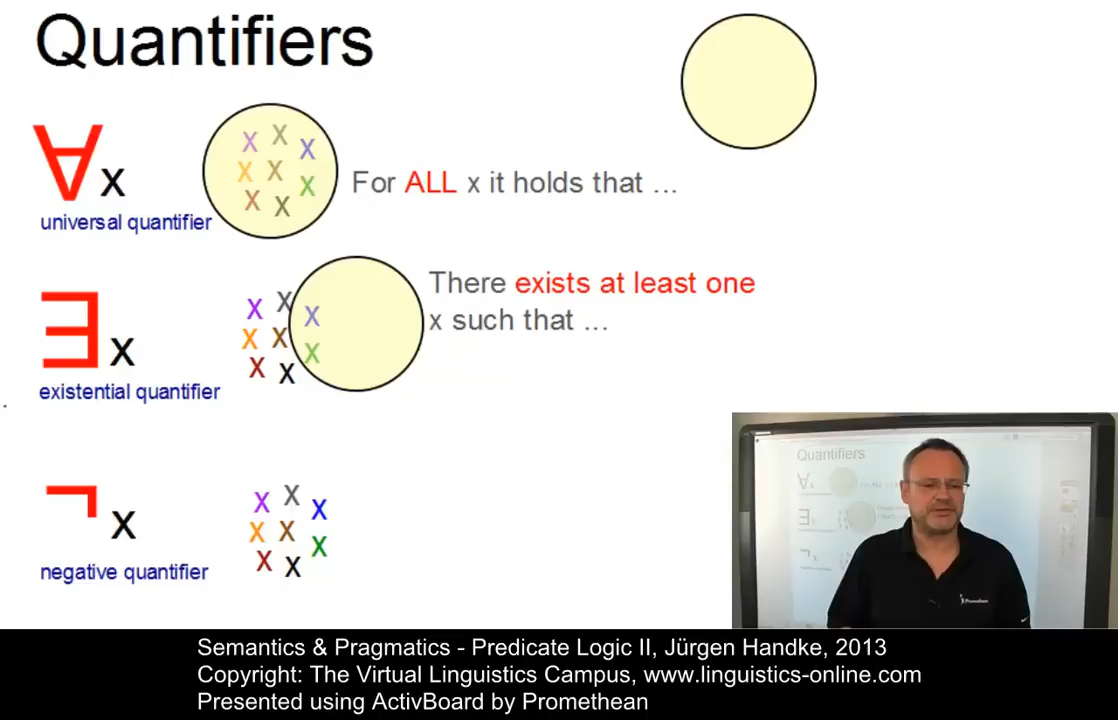 Quantifiers
∀x
universal quantifier
X X X X X X X X
For ALL x it holds that ...
∃x
existential quantifier
X X X X X X X X
There exists at least one
x such that ...
¬x
negative quantifier
X X X X X X X X
Quantifiers
Promethean
Semantics & Pragmatics - Predicate Logic II, Jürgen Handke, 2013
Copyright: The Virtual Linguistics Campus, www.linguistics-online.com
Presented using ActivBoard by Promethean